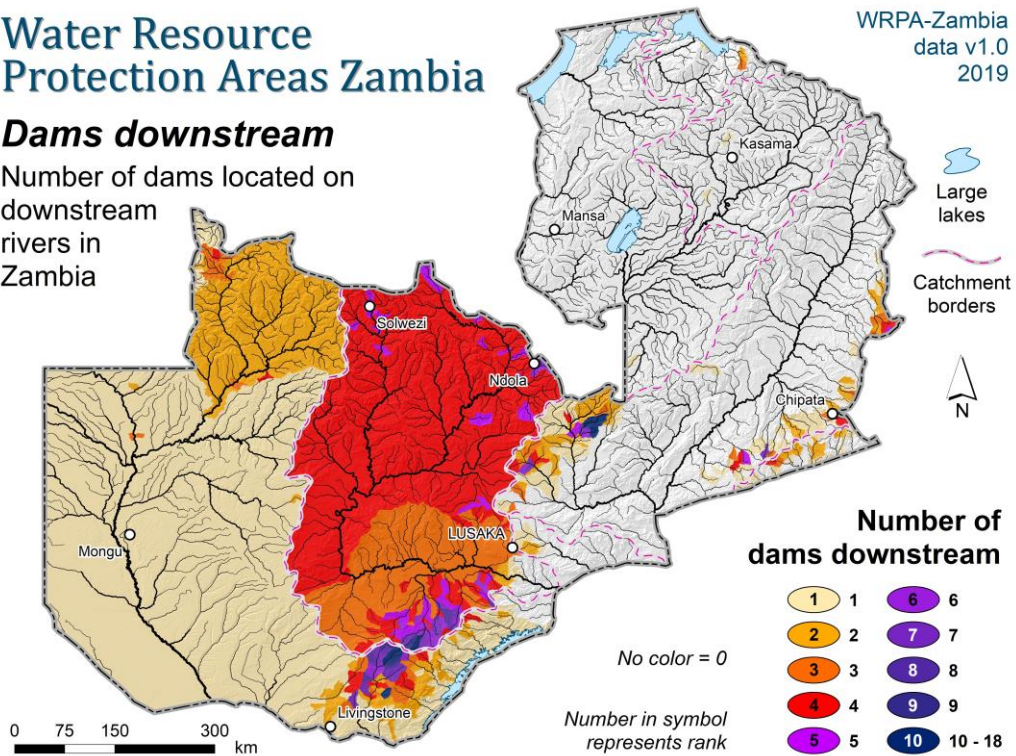 Water Resource
Protection Areas Zambia
Dams downstream
Number of dams located on
downstream
rivers in
Zambia
WRPA-Zambia
data v1.0
2019
Large
lakes
Catchment
borders
N
Kasama
Mansa
Solwezi
Ndola
Chipata
LUSAKA
Mongu
Livingstone
0 75 150 300
km
No color = 0
Number in symbol
represents rank
Number of
dams downstream
1 1
2 2
3 3
4 4
5 5
6 6
7 7
8 8
9 9
10 10 - 18